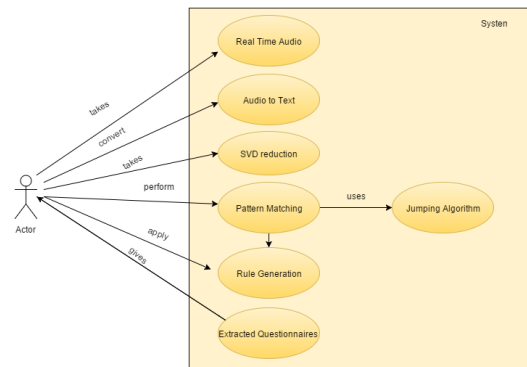 System
Real Time Audio
takes
Audio to Text
convert
SVD reduction
takes
perform
Pattern Matching
uses
Jumping Algorithm
Actor
apply
Rule Generation
gives
Extracted Questionnaires